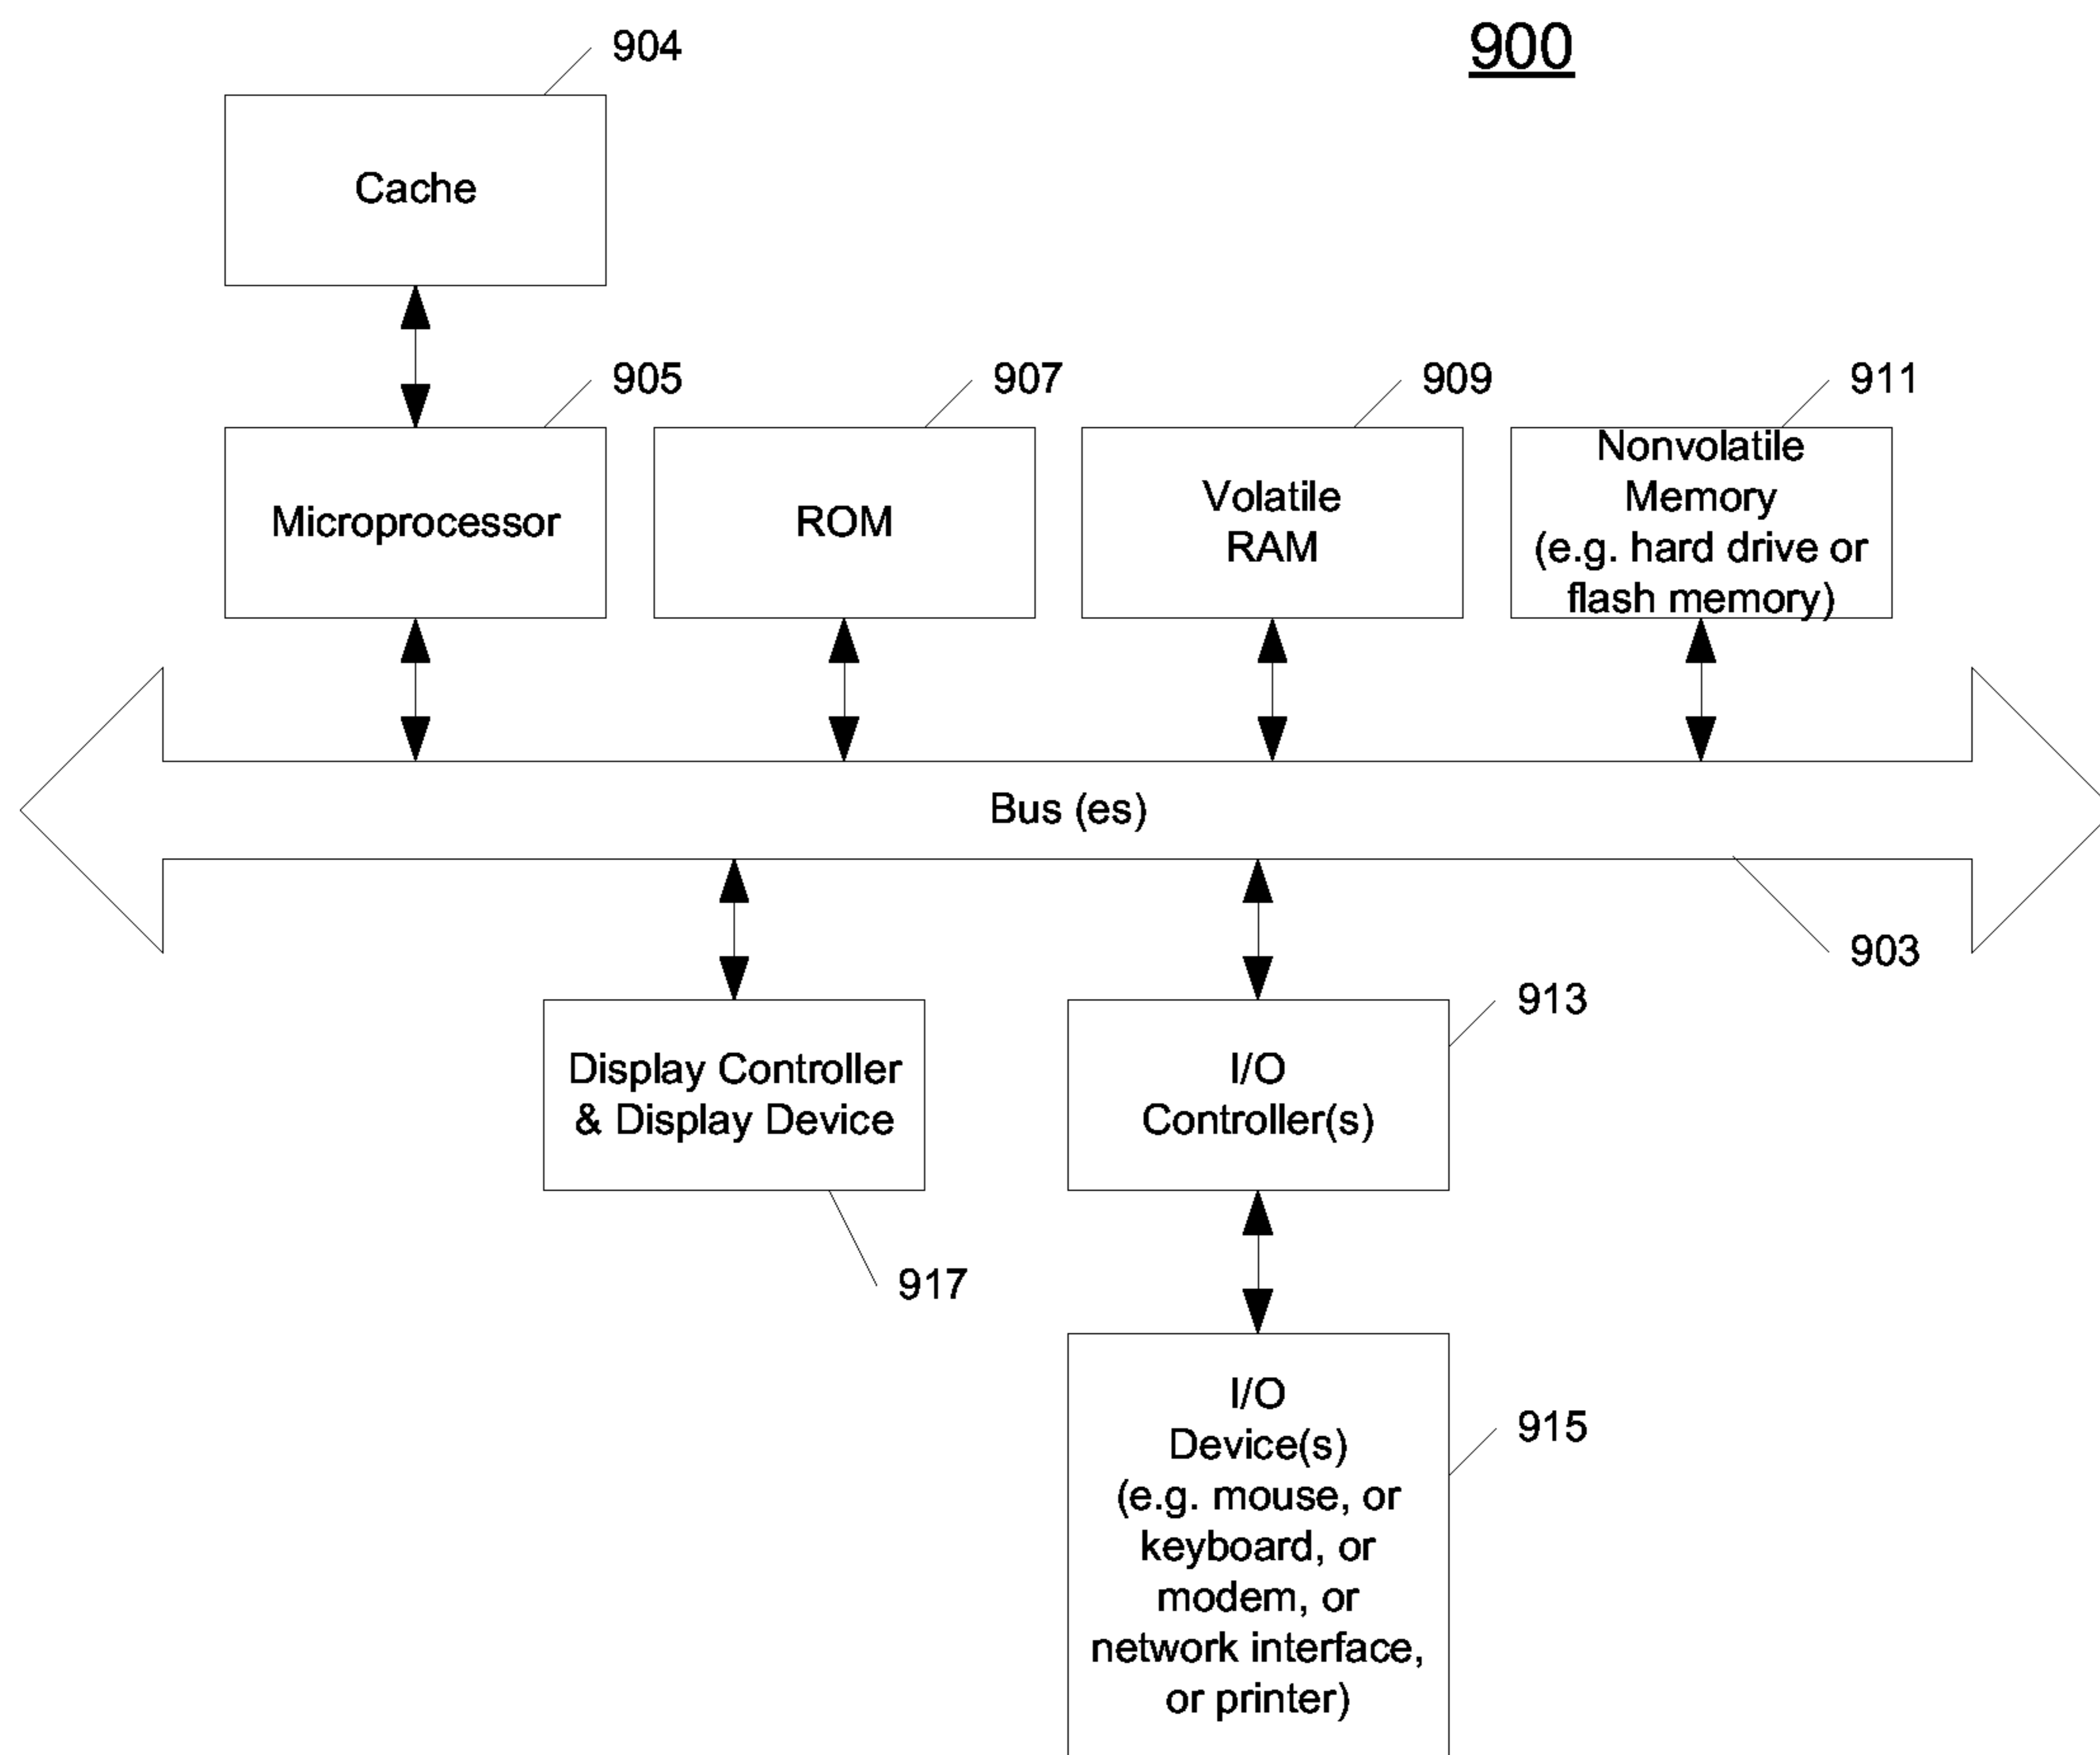 900
904
Cache
905
907
909
911
Microprocessor
ROM
Volatile
RAM
Nonvolatile
Memory
(e.g. hard drive or
flash memory)
Bus (es)
903
Display Controller
& Display Device
917
I/O
Controller(s)
913
I/O
Device(s)
(e.g. mouse, or
keyboard, or
modem, or
network interface,
or printer)
915